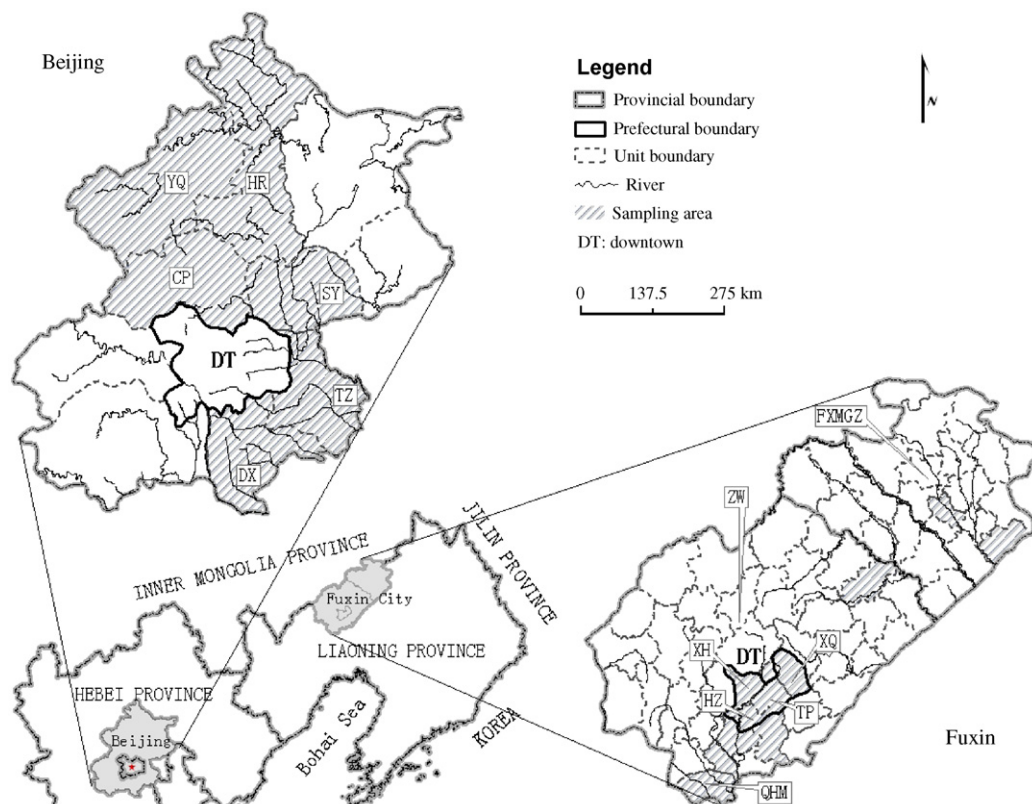 Beijing
Legend
Provincial boundary
Prefectural boundary
Unit boundary
River
Sampling area
DT: downtown
N
0 137.5 275 km
YQ
HR
CP
SY
DT
TZ
DX
FXMGZ
ZW
XH
DT
XQ
HZ
TP
QHM
Fuxin
INNER MONGOLIA PROVINCE
JILIN PROVINCE
Fuxin City
LIAONING PROVINCE
HEBEI PROVINCE
Beijing
Bohai Sea
KOREA